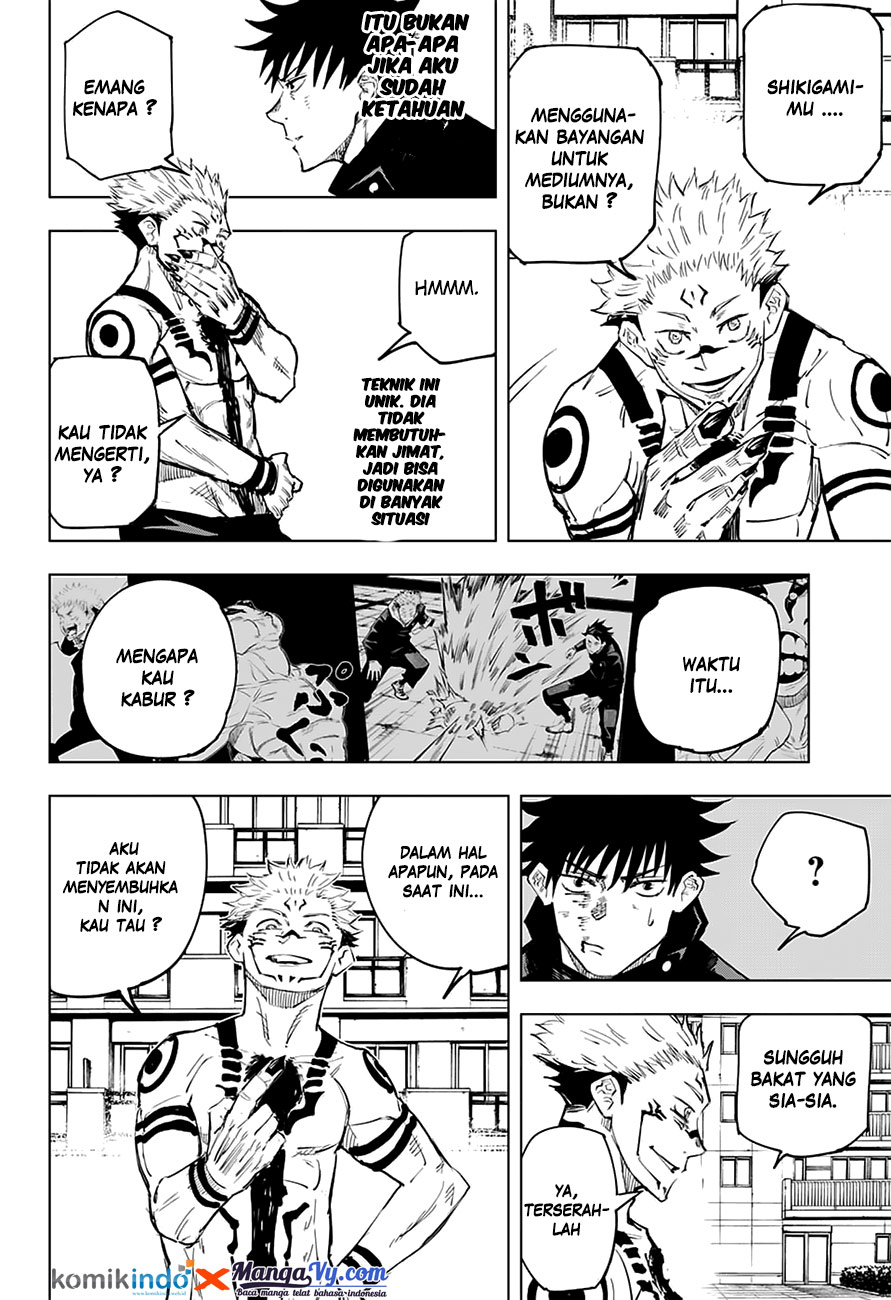 SHIKIGAMI-
MU ....
MENGGUNA-
KAN BAYANGAN
UNTUK
MEDIUMNYA,
BUKAN ?
ITU BUKAN
APA-APA
JIKA AKU
SUDAH
KETAHUAN
EMANG
KENAPA ?
HMMM.
TEKNIK INI
UNIK. DIA
TIDAK
MEMBUTUH-
KAN JIMAT,
JADI BISA
DIGUNAKAN
DI BANYAK
SITUASI
KAU TIDAK
MENGERTI,
YA ?
WAKTU
ITU...
ボン
MENGAPA
KAU
KABUR ?
?
SUNGGUH
BAKAT YANG
SIA-SIA.
YA,
TERSERAH-
LAH
DALAM HAL
APAPUN, PADA
SAAT INI...
AKU
TIDAK AKAN
MENYEMBUHKA
N INI,
KAU TAU ?
komikindo X MangaVy.com
Baca manga telat bahasa-indonesia